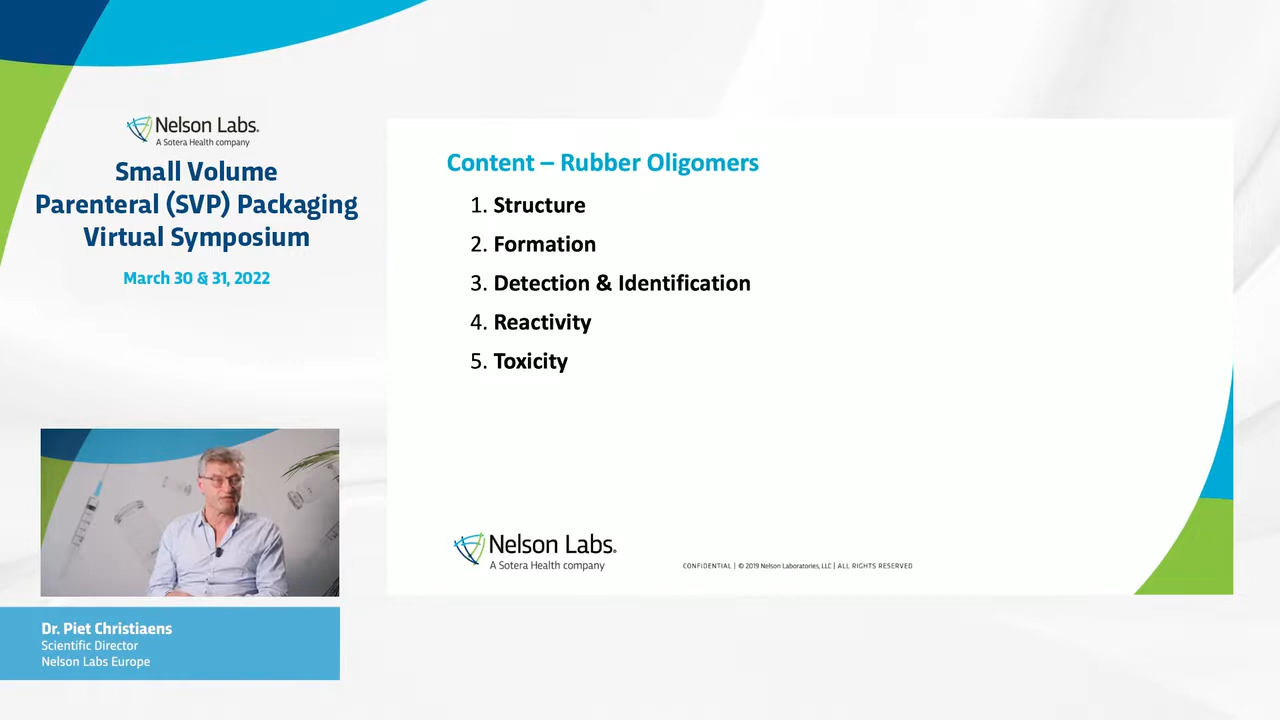 Nelson Labs.
A Sotera Health company
Small Volume
Parenteral (SVP) Packaging
Virtual Symposium
March 30 & 31, 2022
Dr. Piet Christiaens
Scientific Director
Nelson Labs Europe
Content – Rubber Oligomers
1. Structure
2. Formation
3. Detection & Identification
4. Reactivity
5. Toxicity
Nelson Labs.
A Sotera Health company
CONFIDENTIAL | © 2019 Nelson Laboratories, LLC | ALL RIGHTS RESERVED